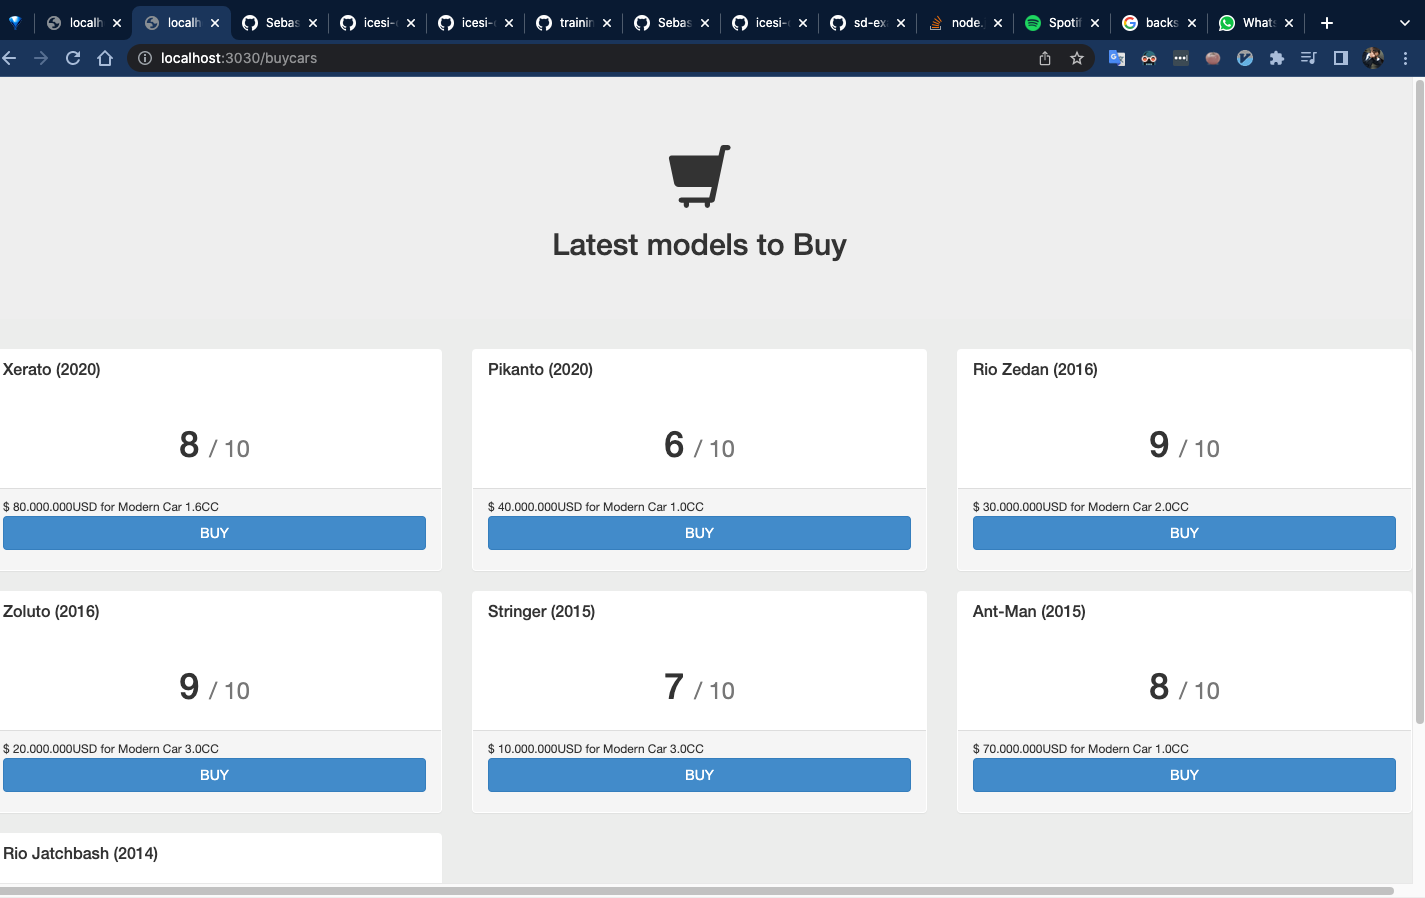 localh
localh
Sebas
icesi-
icesi-
trainin
Sebas
icesi-
sd-ex
node.
Spotif
backs
What
localhost:3030/buycars
Latest models to Buy
Xerato (2020)
8 / 10
$ 80.000.000USD for Modern Car 1.6CC
BUY
Pikanto (2020)
6 / 10
$ 40.000.000USD for Modern Car 1.0CC
BUY
Rio Zedan (2016)
9 / 10
$ 30.000.000USD for Modern Car 2.0CC
BUY
Zoluto (2016)
9 / 10
$ 20.000.000USD for Modern Car 3.0CC
BUY
Stringer (2015)
7 / 10
$ 10.000.000USD for Modern Car 3.0CC
BUY
Ant-Man (2015)
8 / 10
$ 70.000.000USD for Modern Car 1.0CC
BUY
Rio Jatchbash (2014)